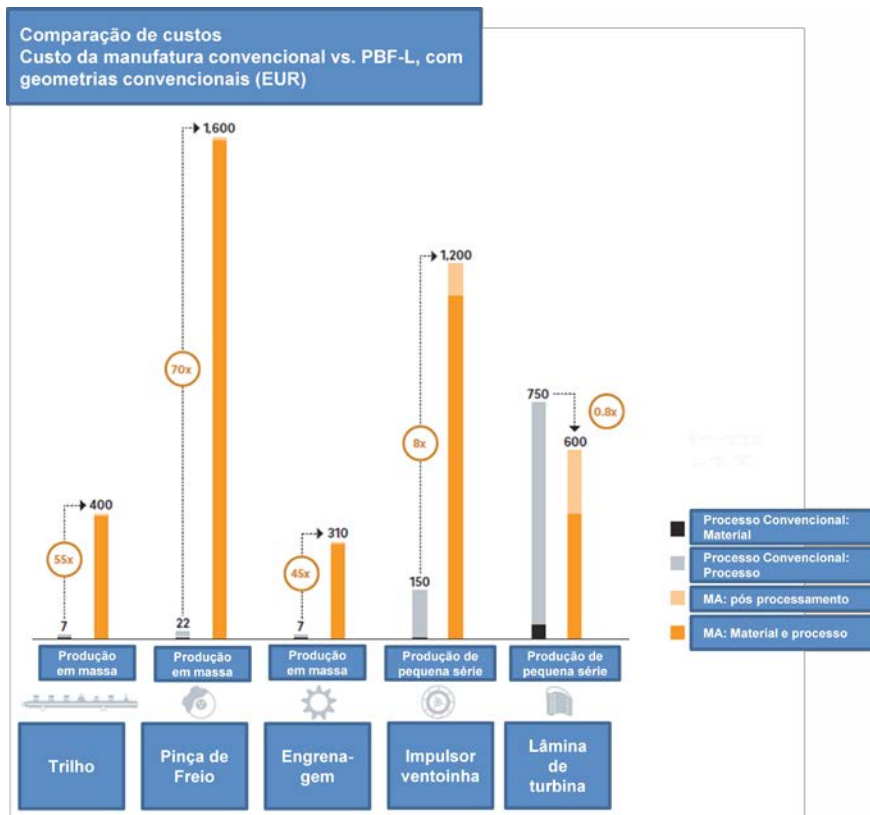 Comparação de custos
Custo da manufatura convencional vs. PBF-L, com
geometrias convencionais (EUR)
1,600
1,200
70x
750
0.8x
8x
600
400
310
55x
45x
150
7
22
7
Processo Convencional:
Material
Processo Convencional:
Processo
MA: pós processamento
MA: Material e processo
Produção
em massa
Produção
em massa
Produção
em massa
Produção de
pequena série
Produção de
pequena série
Trilho
Pinça de
Freio
Engrena-
gem
Impulsor
ventoinha
Lâmina
de
turbina